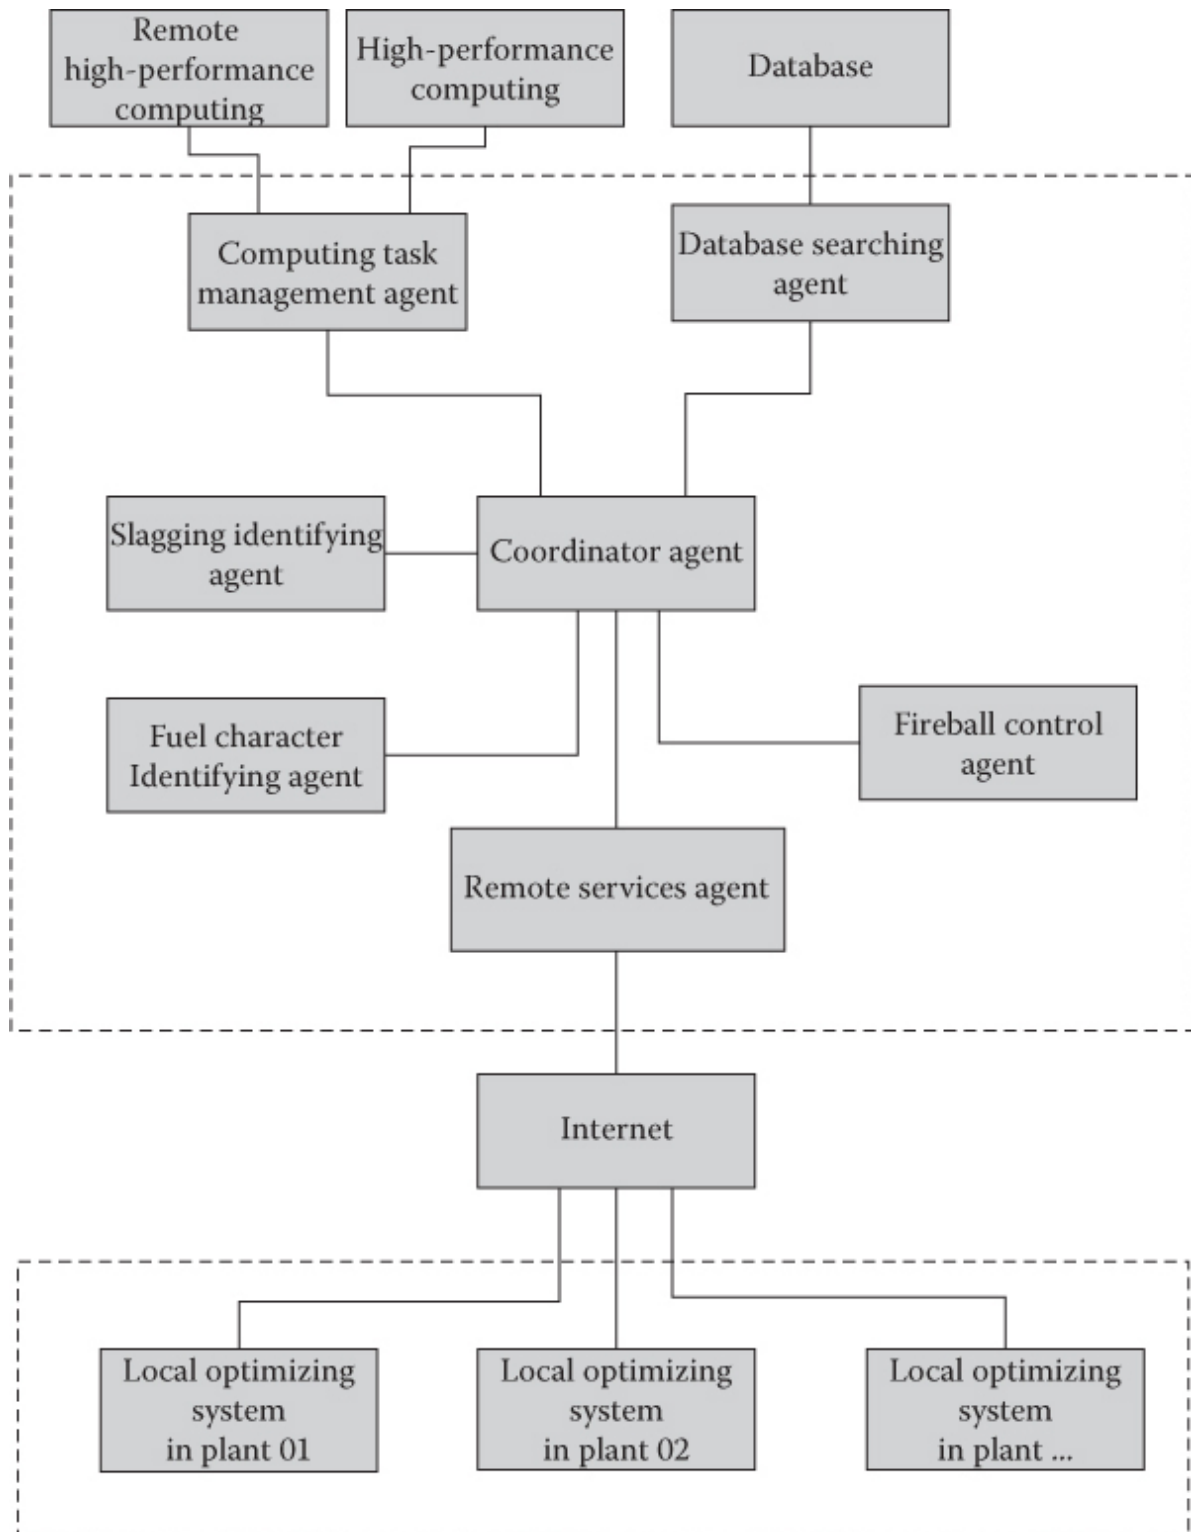 Remote
high-performance
computing
High-performance
computing
Database
Computing task
management agent
Database searching
agent
Slagging identifying
agent
Coordinator agent
Fuel character
Identifying agent
Fireball control
agent
Remote services agent
Internet
Local optimizing
system
in plant 01
Local optimizing
system
in plant 02
Local optimizing
system
in plant ...